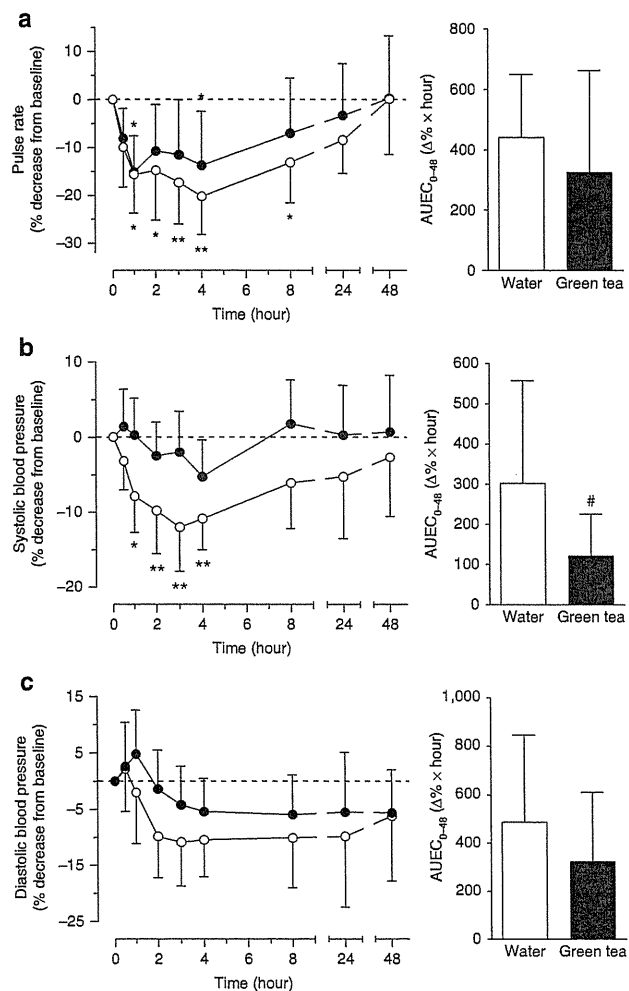 a
Pulse rate
(% decrease from baseline)
10
0
−10
−20
−30
*
*
*
*
**
**
*
0 2 4 6 8 24 48
Time (hour)
AUEC0–48 (Δ% × hour)
800
600
400
200
0
Water Green tea
b
Systolic blood pressure
(% decrease from baseline)
10
0
−10
−20
*
**
**
**
0 2 4 6 8 24 48
Time (hour)
AUEC0–48 (Δ% × hour)
600
500
400
300
200
100
0
#
Water Green tea
c
Diastolic blood pressure
(% decrease from baseline)
15
5
−5
−15
−25
0 2 4 6 8 24 48
Time (hour)
AUEC0–48 (Δ% × hour)
1,000
800
600
400
200
0
Water Green tea